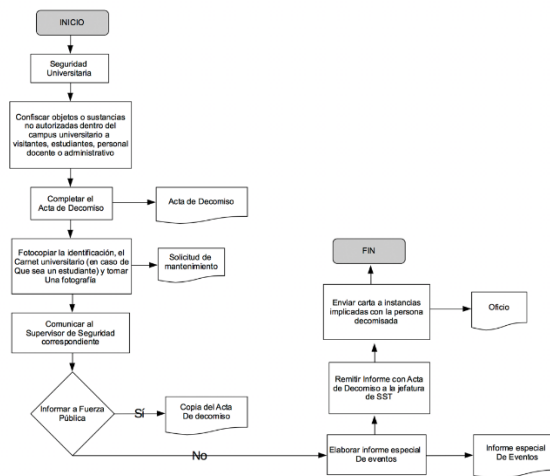 INICIO
Seguridad
Universitaria
Confiscar objetos o sustancias
no autorizadas dentro del
campus universitario a
visitantes, estudiantes, personal
docente o administrativo
Completar el
Acta de Decomiso
Acta de Decomiso
Fotocopiar la identificación, el
Carnet universitario (en caso de
Que sea un estudiante) y tomar
Una fotografía
Solicitud de
mantenimiento
Comunicar al
Supervisor de Seguridad
correspondiente
Informar a Fuerza
Pública
Sí
Copia del Acta
De decomiso
No
Elaborar informe especial
De eventos
Informe especial
De Eventos
Remitir Informe con Acta
de Decomiso a la jefatura
de SST
Enviar carta a instancias
implicadas con la persona
decomisada
Oficio
FIN